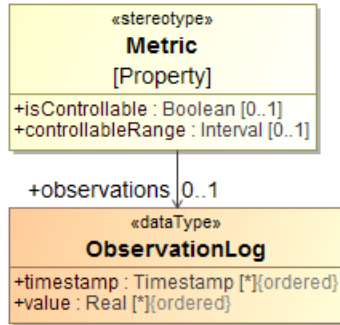 «stereotype»
Metric
[Property]
+isControllable : Boolean [0..1]
+controllableRange : Interval [0..1]
+observations 0..1
«dataType»
ObservationLog
+timestamp : Timestamp [*]{ordered}
+value : Real [*]{ordered}